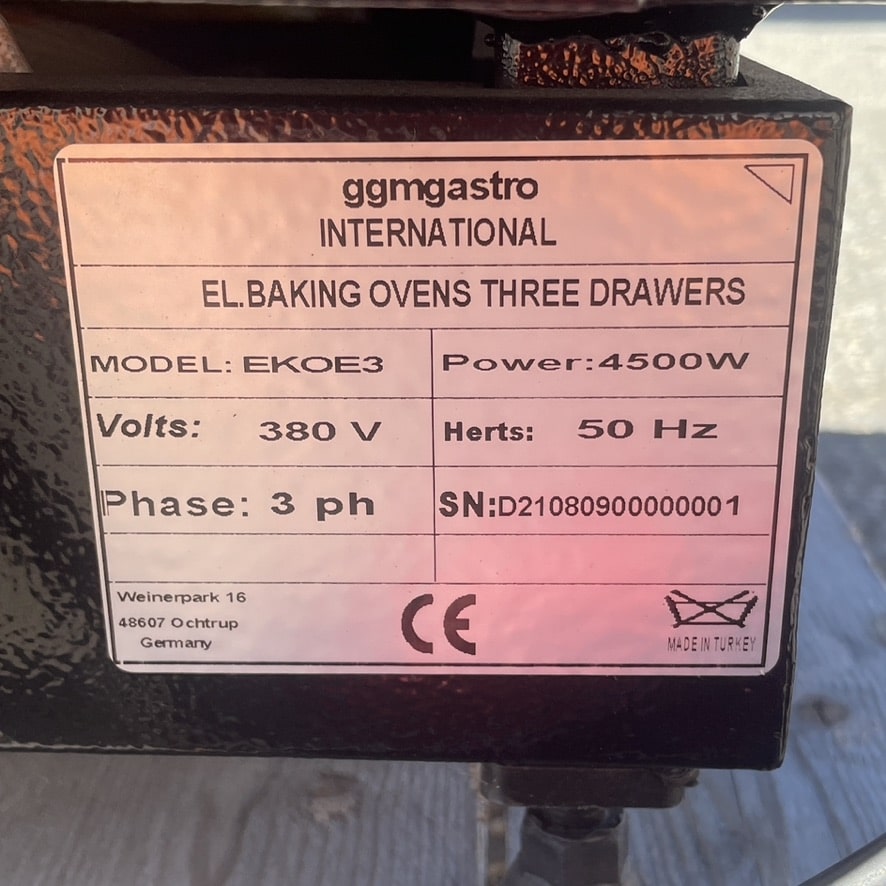 ggmgastro
INTERNATIONAL
EL.BAKING OVENS THREE DRAWERS
MODEL: EKOE3
Power:4500W
Volts: 380 V
Herts: 50 Hz
Phase: 3 ph
SN:D21080900000001
Weinerpark 16
48607 Ochtrup
Germany
CE
MADE IN TURKEY